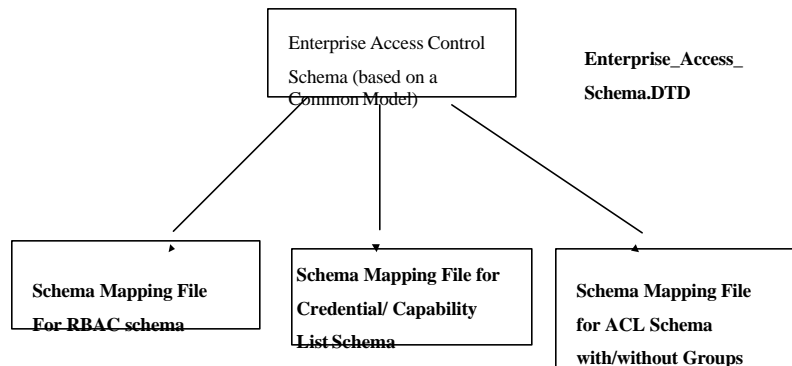 Enterprise Access Control
Schema (based on a
Common Model)
Enterprise_Access_
Schema.DTD
Schema Mapping File
For RBAC schema
Schema Mapping File for
Credential/ Capability
List Schema
Schema Mapping File
for ACL Schema
with/without Groups